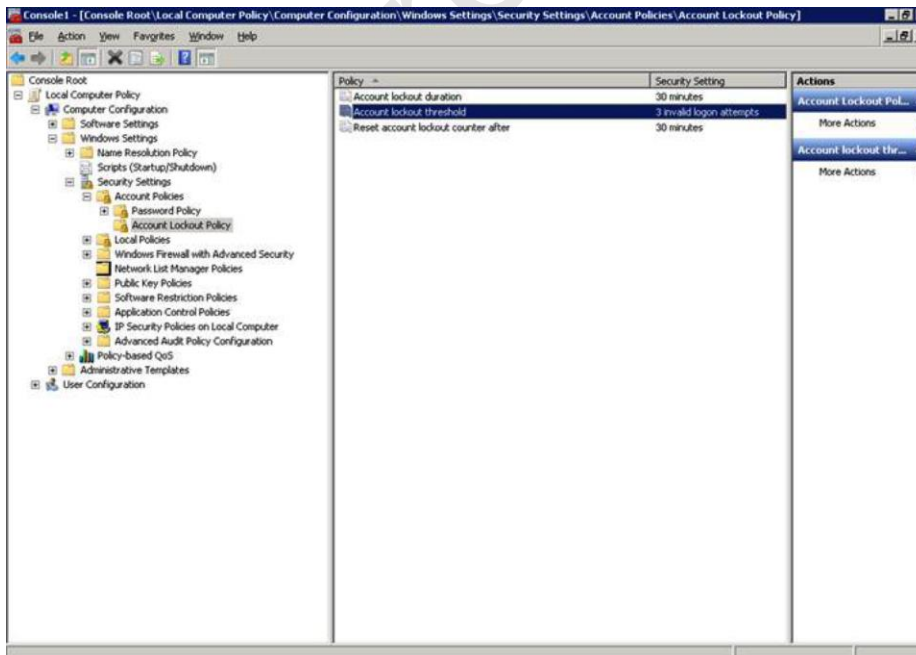 Console1 - [Console Root\Local Computer Policy\Computer Configuration\Windows Settings\Security Settings\Account Policies\Account Lockout Policy]
File Action View Favorites Window Help
Console Root
Local Computer Policy
Computer Configuration
Software Settings
Windows Settings
Name Resolution Policy
Scripts (Startup/Shutdown)
Security Settings
Account Policies
Password Policy
Account Lockout Policy
Local Policies
Windows Firewall with Advanced Security
Network List Manager Policies
Public Key Policies
Software Restriction Policies
Application Control Policies
IP Security Policies on Local Computer
Advanced Audit Policy Configuration
Policy-based QoS
Administrative Templates
User Configuration
Policy Security Setting
Account lockout duration 30 minutes
Account lockout threshold 3 invalid logon attempts
Reset account lockout counter after 30 minutes
Actions
Account Lockout Pol...
More Actions
Account lockout thr...
More Actions